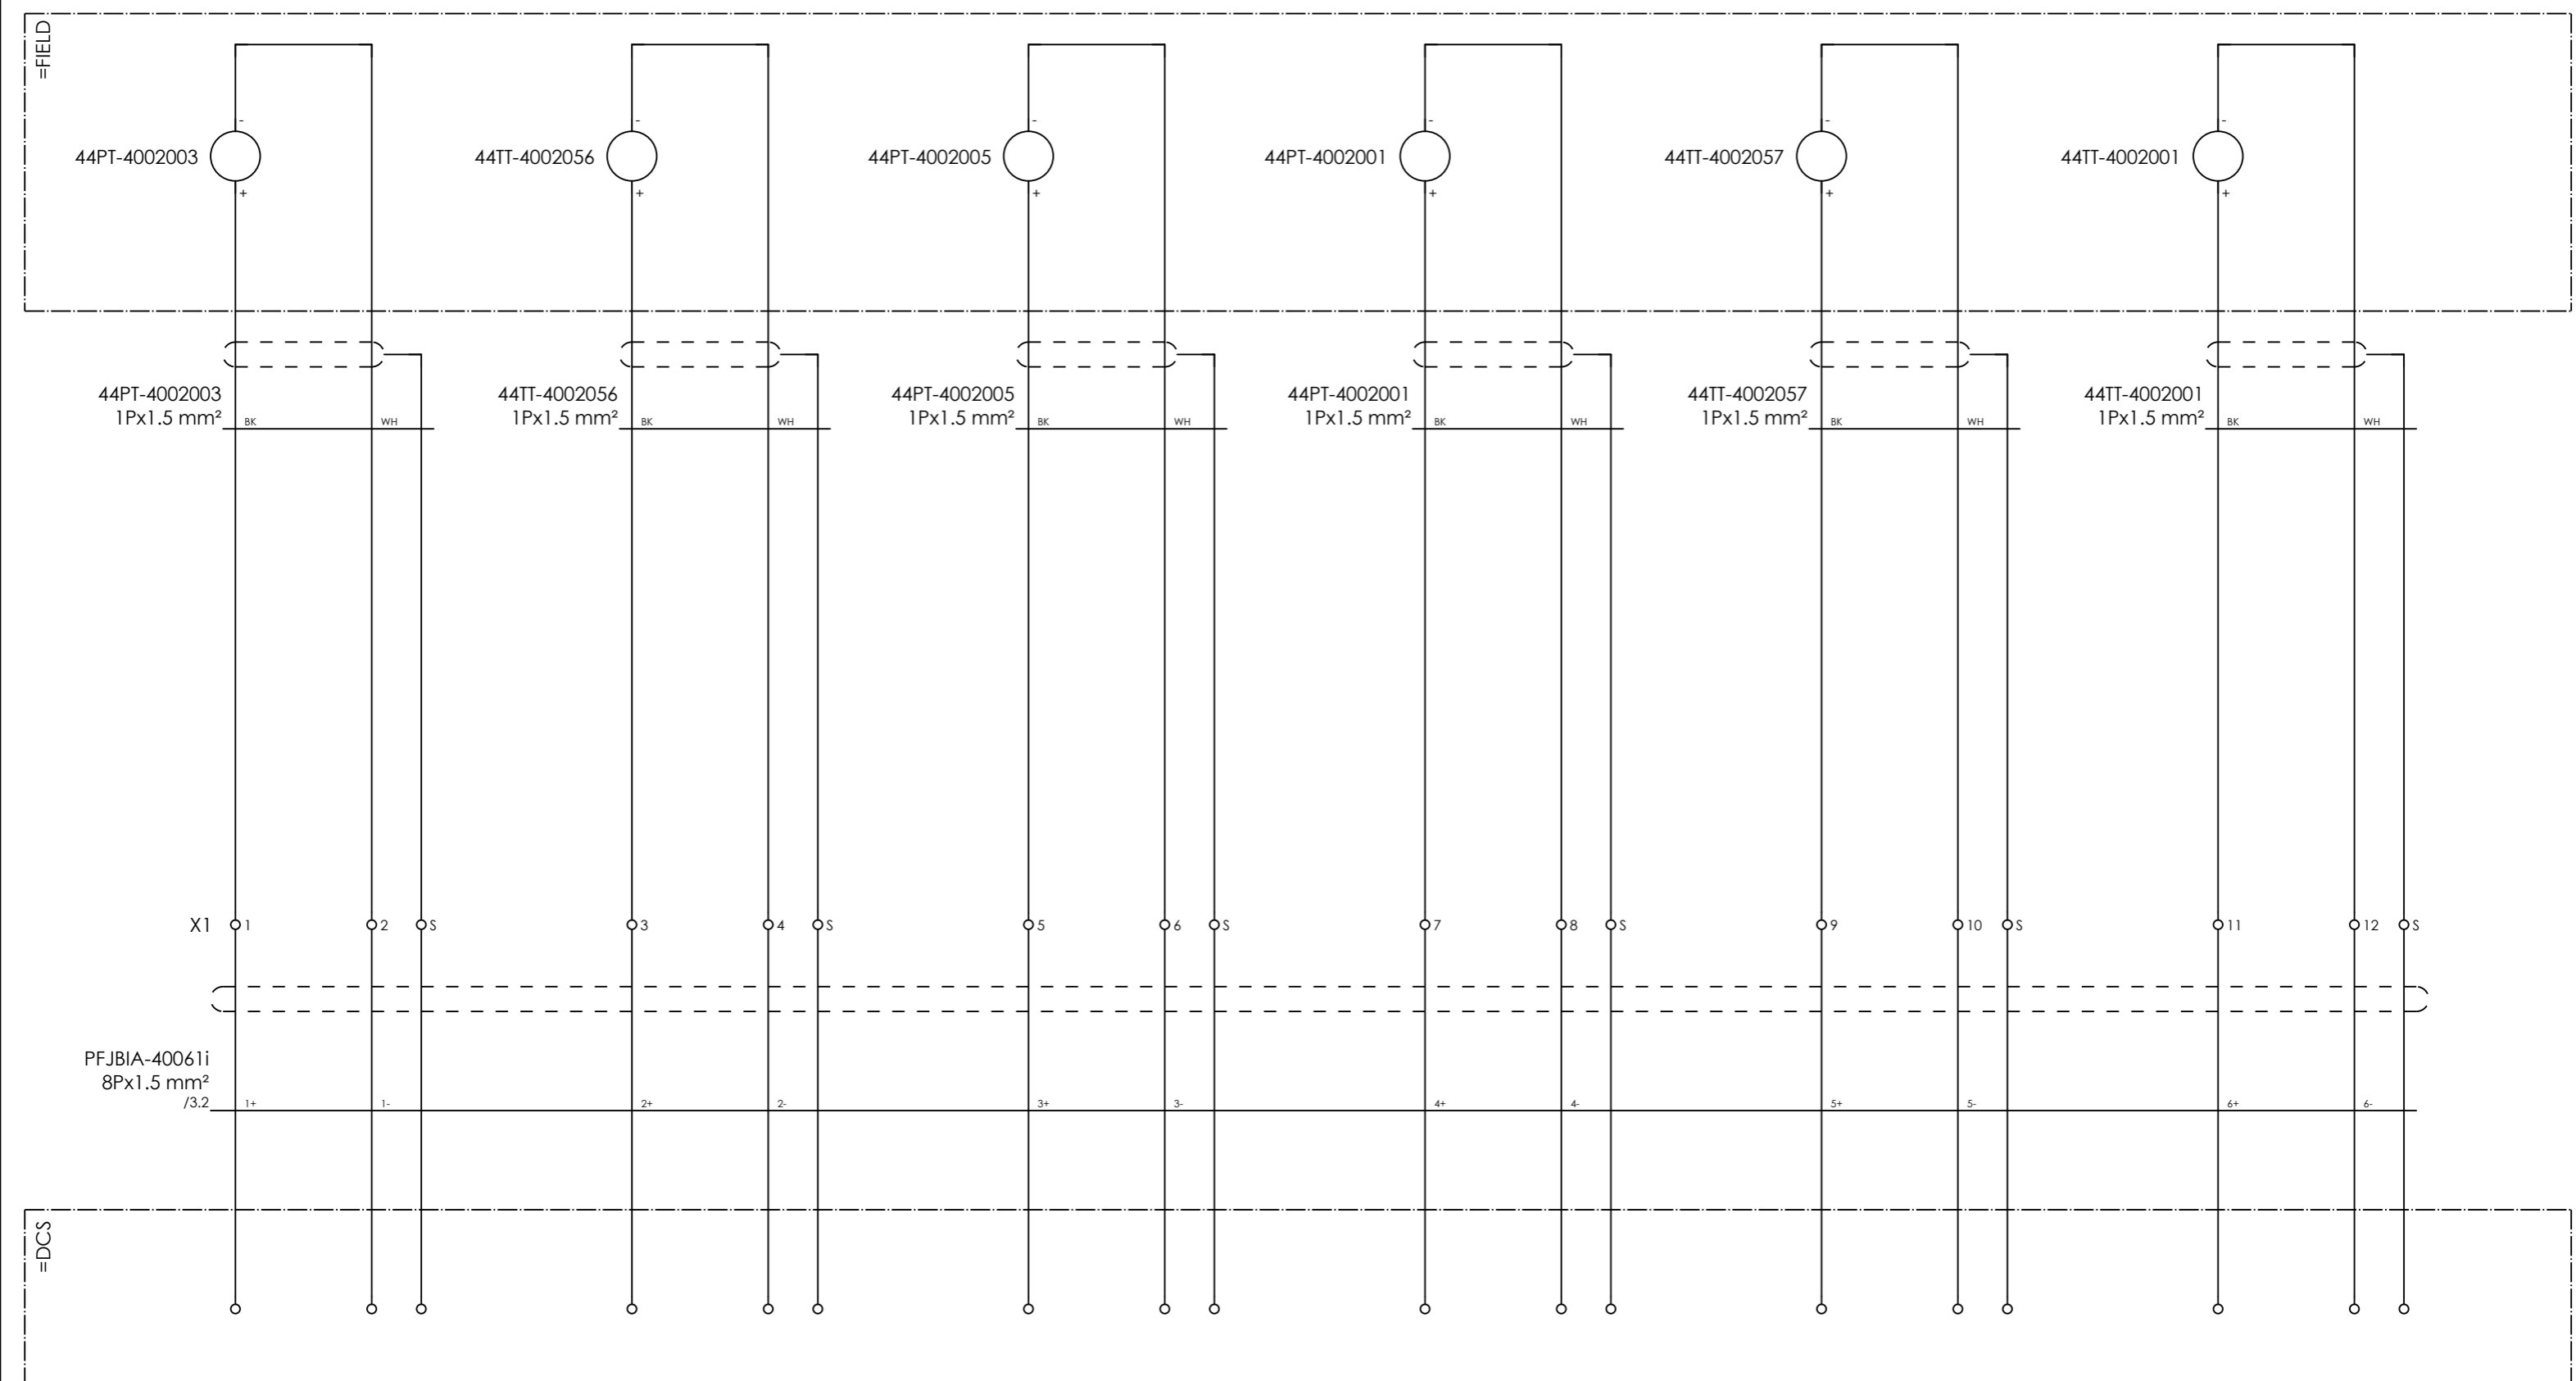 =FIELD
- - - - - -
44PT-4002003 44TT-4002056 44PT-4002005 44PT-4002001 44TT-4002057 44TT-4002001
+ + + + + +
44PT-4002003 44TT-4002056 44PT-4002005 44PT-4002001 44TT-4002057 44TT-4002001
1Px1.5 mm² 1Px1.5 mm² 1Px1.5 mm² 1Px1.5 mm² 1Px1.5 mm² 1Px1.5 mm²
BK WH BK WH BK WH BK WH BK WH BK WH
X1 1 2 S 3 4 S 5 6 S 7 8 S 9 10 S 11 12 S
PFJBIA-40061i
8Px1.5 mm²
/3.2 1+ 1- 2+ 2- 3+ 3- 4+ 4- 5+ 5- 6+ 6-
=DCS